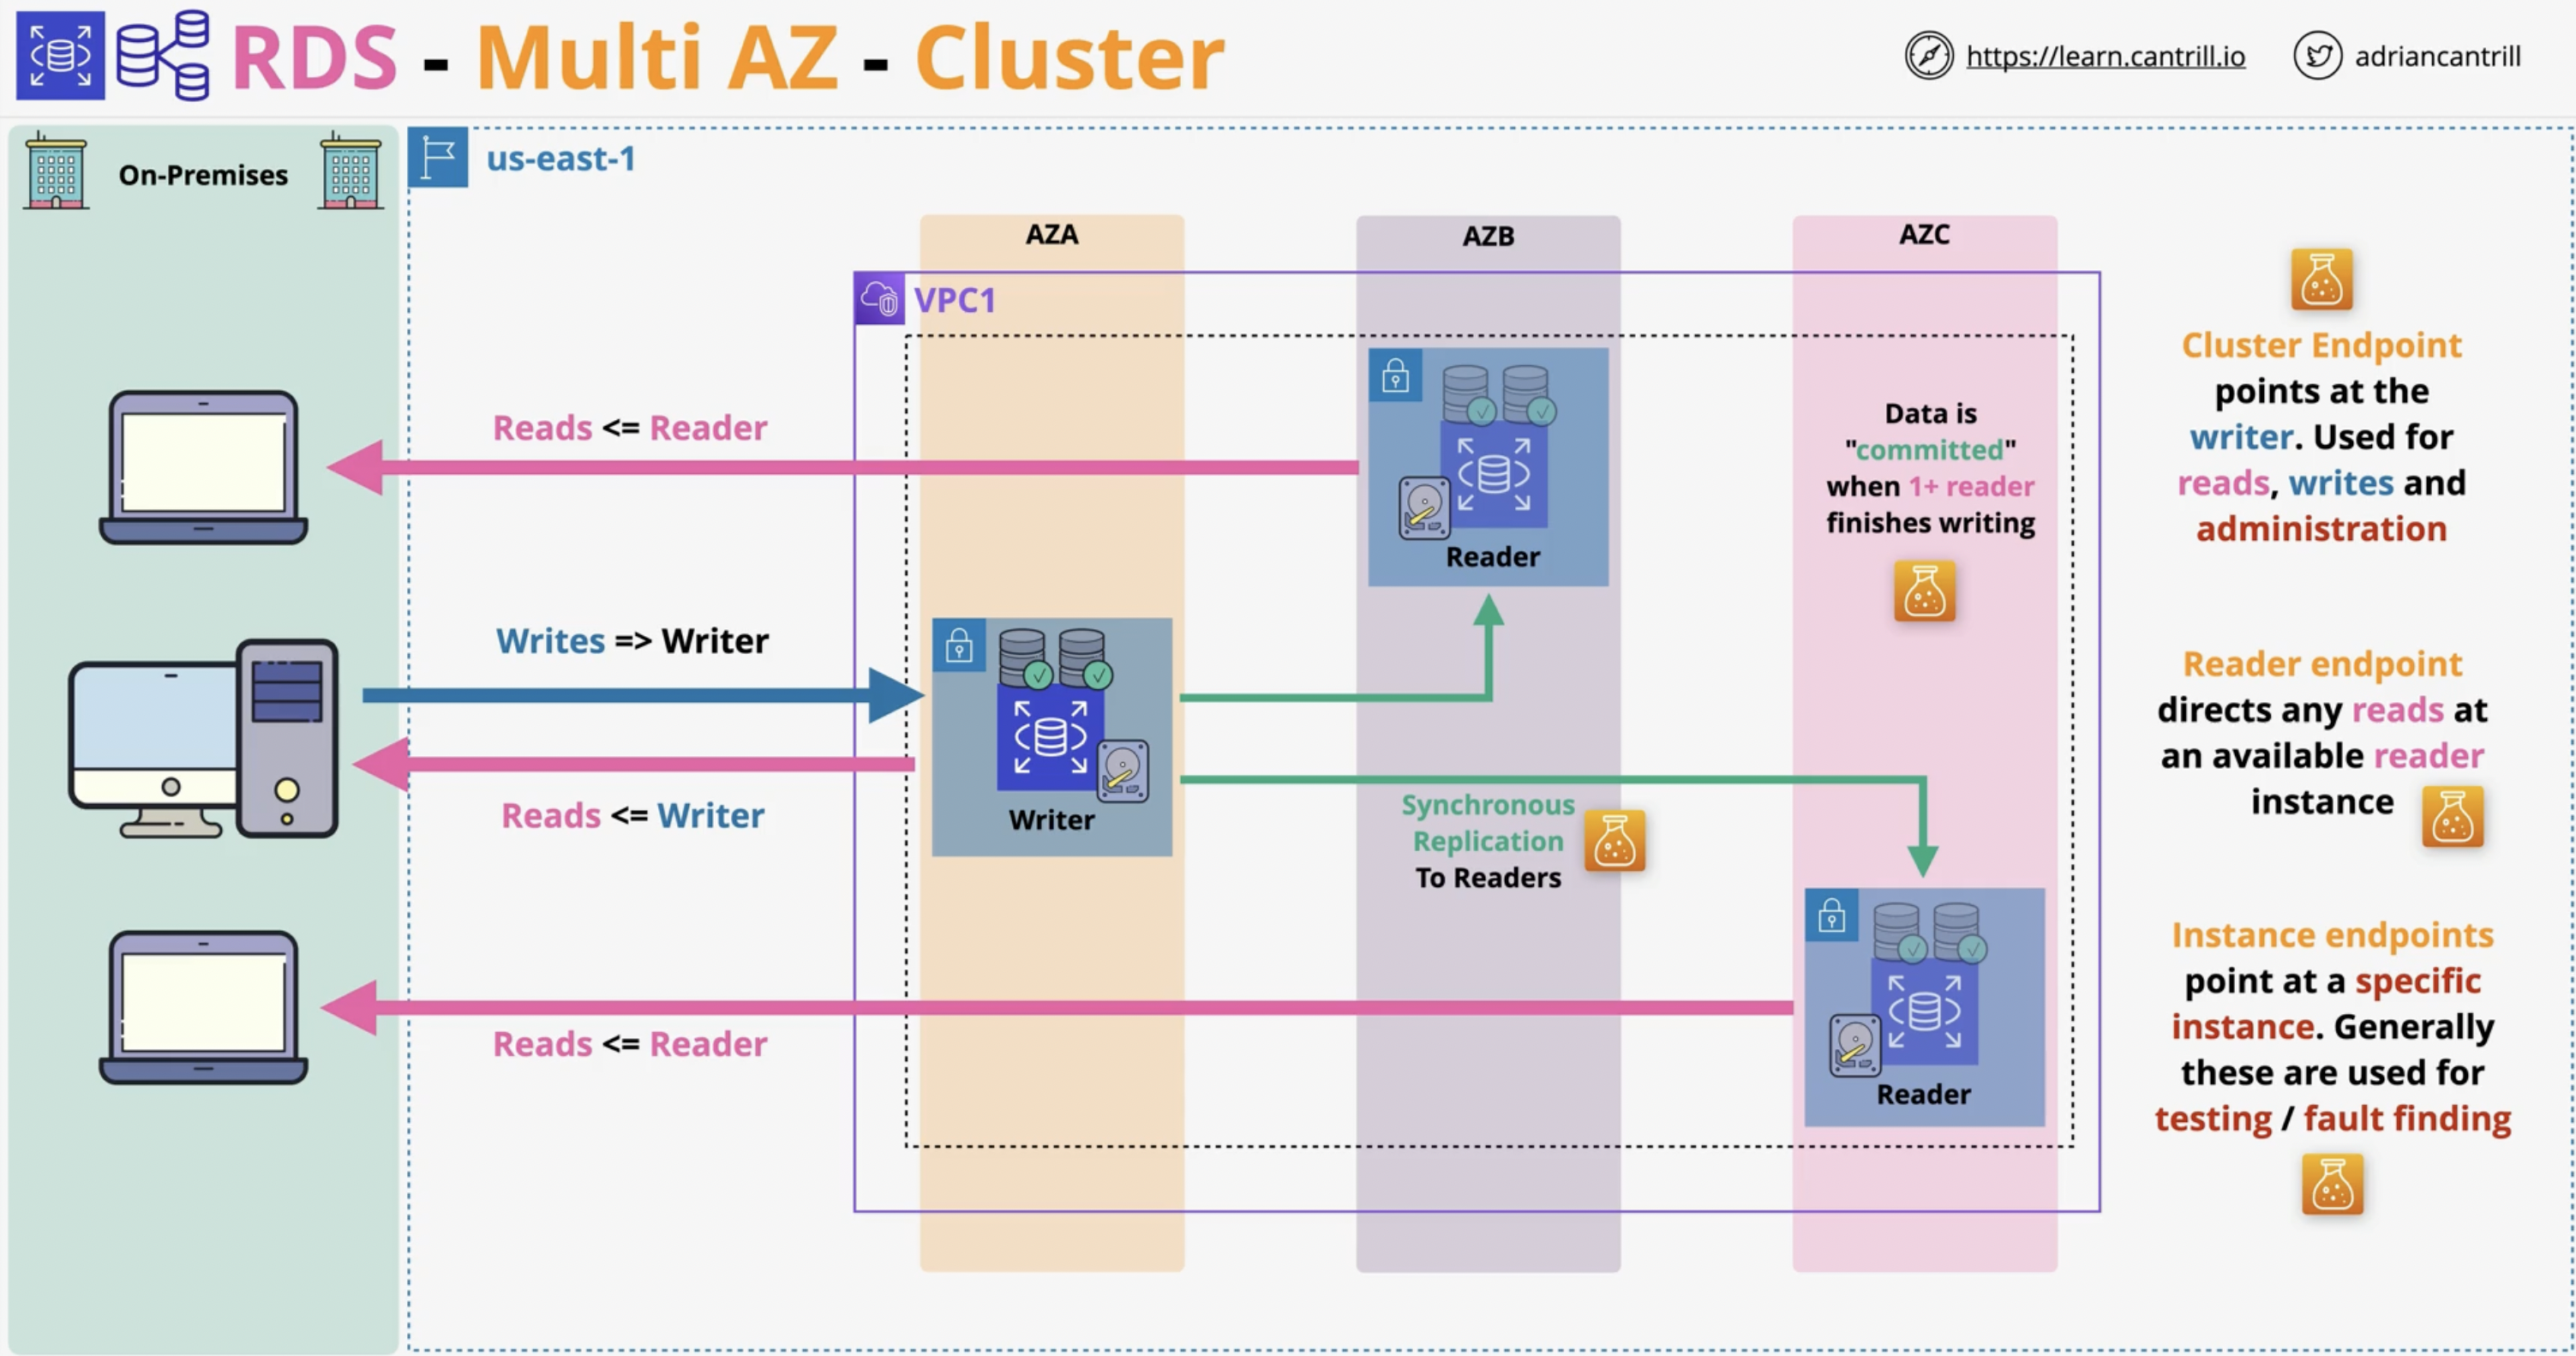 RDS - Multi AZ - Cluster
https://learn.cantrill.io
adriancantrill
On-Premises
us-east-1
AZA
AZB
AZC
VPC1
Reads <= Reader
Writes => Writer
Reads <= Writer
Reads <= Reader
Reader
Writer
Reader
Data is
"committed"
when 1+ reader
finishes writing
Synchronous
Replication
To Readers
Cluster Endpoint
points at the
writer. Used for
reads, writes and
administration
Reader endpoint
directs any reads at
an available reader
instance
Instance endpoints
point at a specific
instance. Generally
these are used for
testing / fault finding